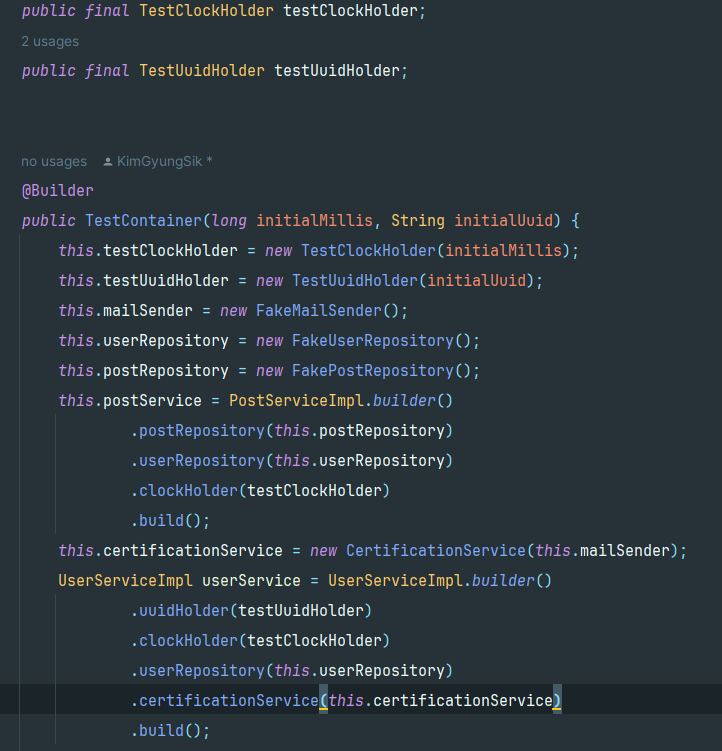 public final TestClockHolder testClockHolder;
2 usages
public final TestUuidHolder testUuidHolder;
no usages KimGyungSik *
@Builder
public TestContainer(long initialMillis, String initialUuid) {
this.testClockHolder = new TestClockHolder(initialMillis);
this.testUuidHolder = new TestUuidHolder(initialUuid);
this.mailSender = new FakeMailSender();
this.userRepository = new FakeUserRepository();
this.postRepository = new FakePostRepository();
this.postService = PostServiceImpl.builder()
.postRepository(this.postRepository)
.userRepository(this.userRepository)
.clockHolder(testClockHolder)
.build();
this.certificationService = new CertificationService(this.mailSender);
UserServiceImpl userService = UserServiceImpl.builder()
.uuidHolder(testUuidHolder)
.clockHolder(testClockHolder)
.userRepository(this.userRepository)
.certificationService(this.certificationService)
.build();